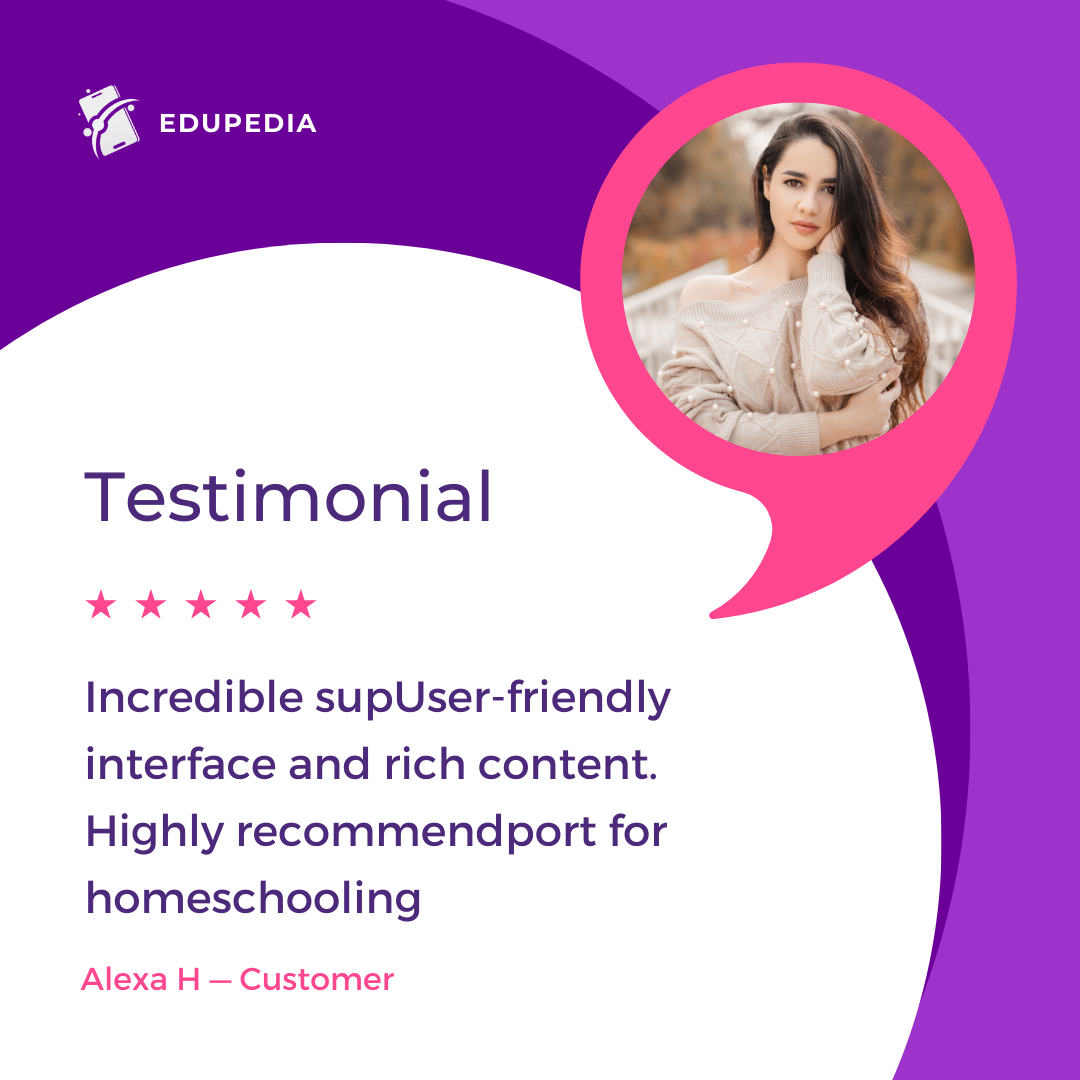 EDUPEDIA
Testimonial
★ ★ ★ ★ ★
Incredible supUser-friendly
interface and rich content.
Highly recommendport for
homeschooling
Alexa H — Customer